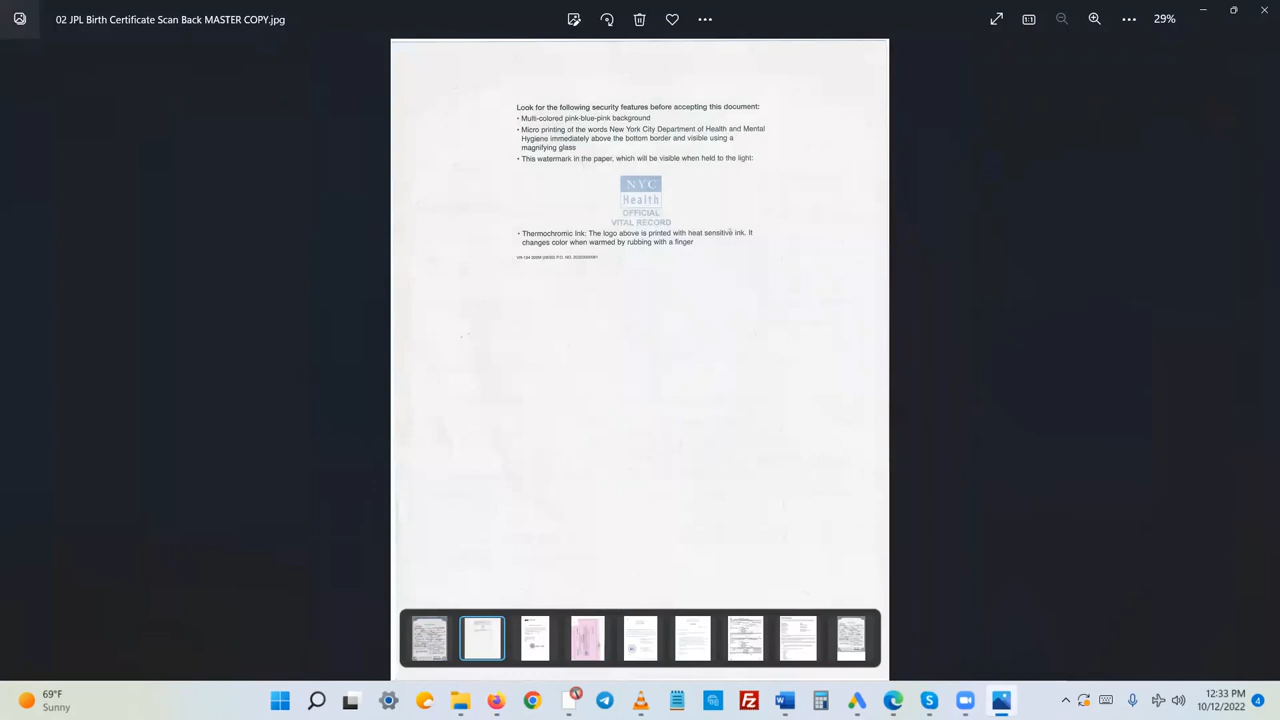 02 JPL Birth Certificate Scan Back MASTER COPY.jpg
29%
Look for the following security features before accepting this document:
• Multi-colored pink-blue-pink background
• Micro printing of the words New York City Department of Health and Mental
Hygiene immediately above the bottom border and visible using a
magnifying glass
• This watermark in the paper, which will be visible when held to the light:
NYC
Health
OFFICIAL
VITAL RECORD
• Thermochromic Ink: The logo above is printed with heat sensitive ink. It
changes color when warmed by rubbing with a finger
69°F
Sunny
12:33 PM
10/12/2022
4